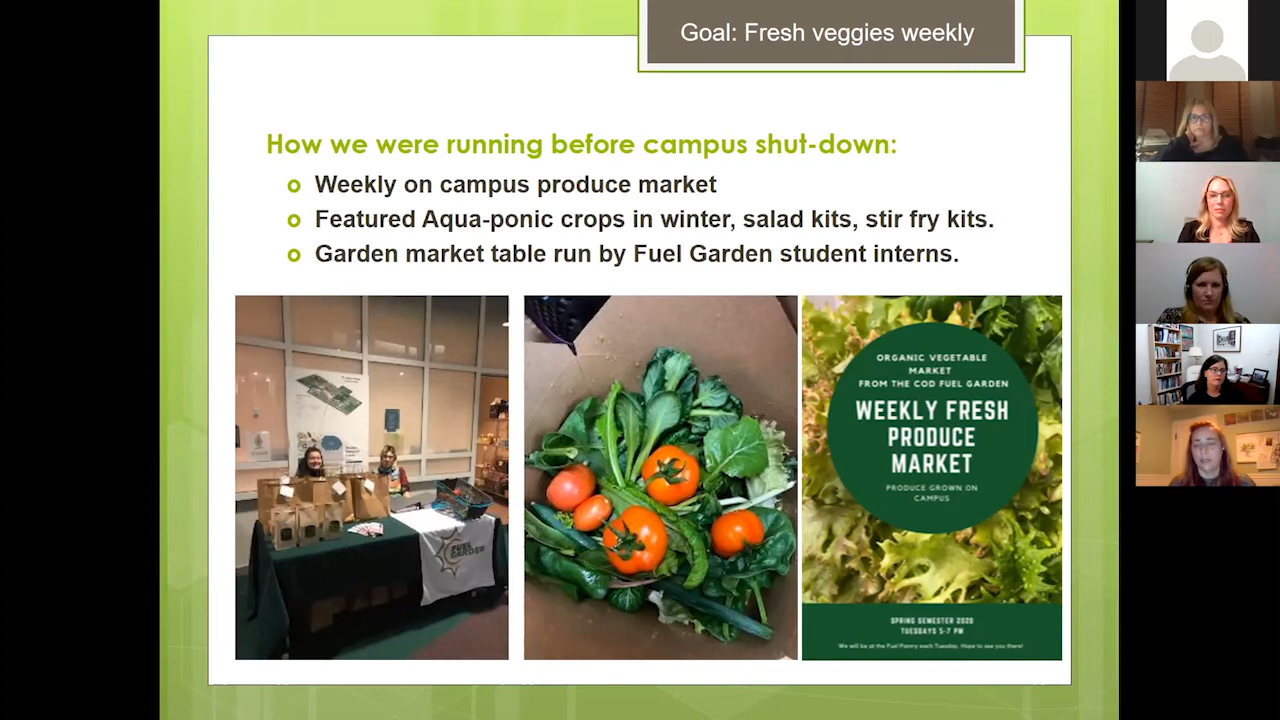 Goal: Fresh veggies weekly
How we were running before campus shut-down:
Weekly on campus produce market
Featured Aqua-ponic crops in winter, salad kits, stir fry kits.
Garden market table run by Fuel Garden student interns.
FUEL
GARDEN
ORGANIC VEGETABLE
MARKET
FROM THE COD FUEL GARDEN
WEEKLY FRESH
PRODUCE
MARKET
PRODUCE GROWN ON
CAMPUS
SPRING SEMESTER 2020
TUESDAYS 5-7 PM
We will be at the Fuel Pantry each Tuesday. Hope to see you there!